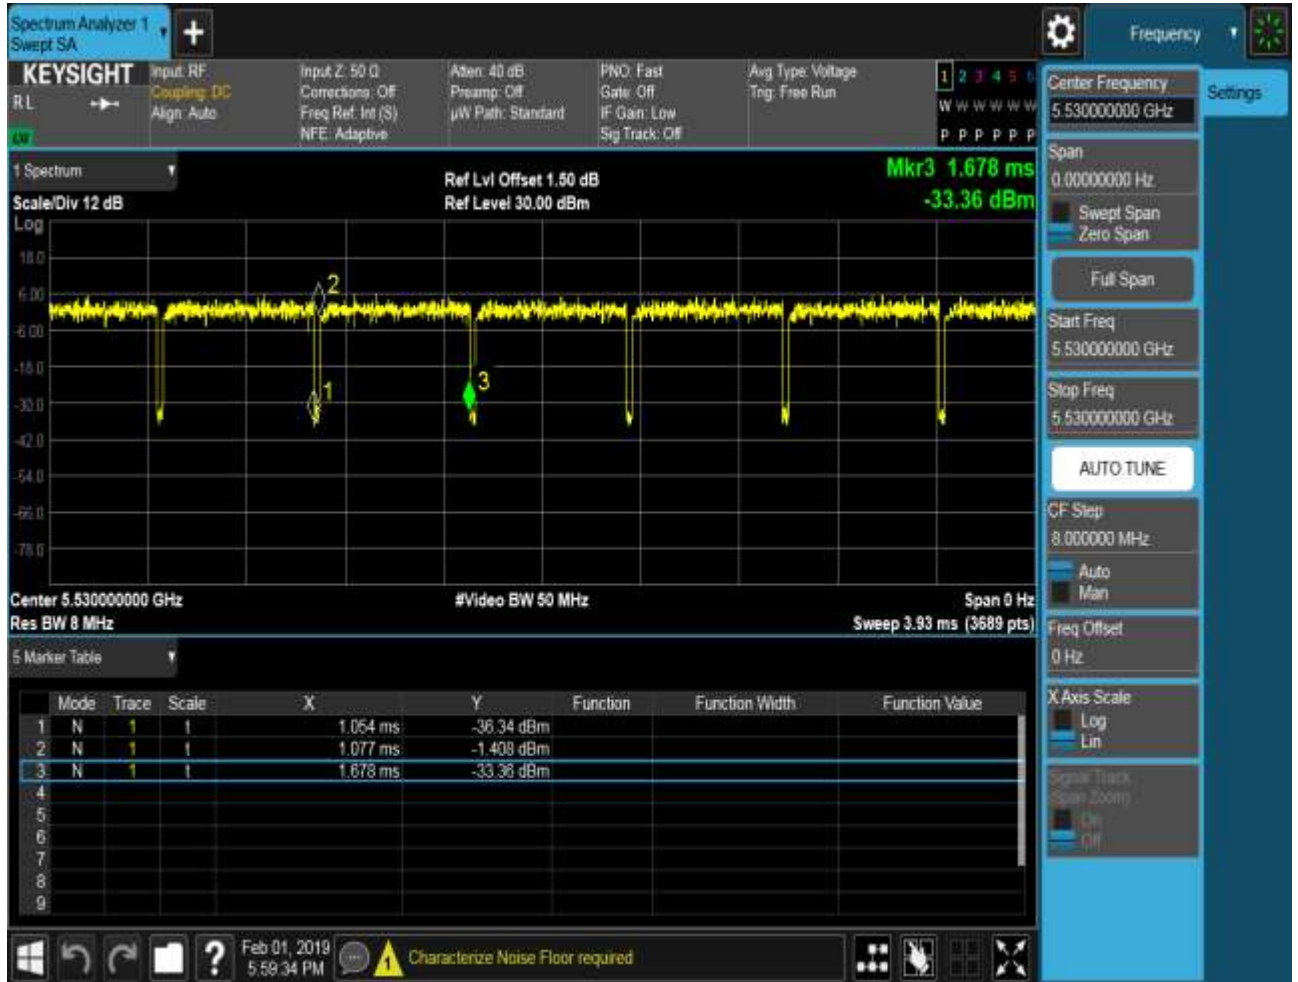 Spectrum Analyzer 1
Swept SA
+
Frequency
KEYSIGHT
RL
Input: RF
Coupling: DC
Align: Auto
Input Z: 50 Ω
Corrections: Off
Freq Ref: Int (S)
NFE: Adaptive
Atten: 40 dB
Preamp: Off
µW Path: Standard
PNO: Fast
Gate: Off
IF Gain: Low
Sig Track: Off
Avg Type: Voltage
Trig: Free Run
1 2 3 4 5 6
W W W W W W
P P P P P P
1 Spectrum
Scale/Div 12 dB
Ref Lvl Offset 1.50 dB
Ref Level 30.00 dBm
Mkr3 1.678 ms
-33.36 dBm
Log
18.0
6.00
-6.00
-18.0
-30.0
-42.0
-54.0
-66.0
-78.0
2
1
3
Center 5.530000000 GHz
#Video BW 50 MHz
Span 0 Hz
Res BW 8 MHz
Sweep 3.93 ms (3689 pts)
5 Marker Table
Mode Trace Scale X Y Function Function Width Function Value
1 N 1 t 1.054 ms -36.34 dBm
2 N 1 t 1.077 ms -1.408 dBm
3 N 1 t 1.678 ms -33.36 dBm
4
5
6
7
8
9
Center Frequency
5.530000000 GHz
Settings
Span
0.00000000 Hz
Swept Span
Zero Span
Full Span
Start Freq
5.530000000 GHz
Stop Freq
5.530000000 GHz
AUTO TUNE
CF Step
8.000000 MHz
Auto
Man
Freq Offset
0 Hz
X Axis Scale
Log
Lin
Signal Track
(Span Zoom)
On
Off
?
Feb 01, 2019
5:59:34 PM
1
Characterize Noise Floor required